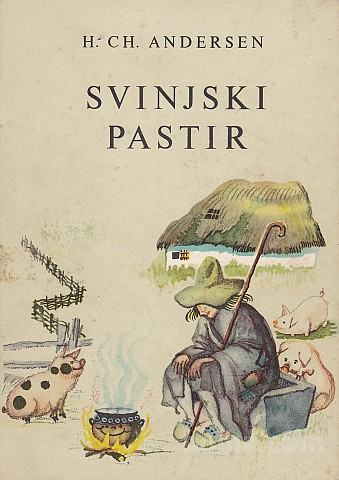 H. CH. ANDERSEN
SVINJSKI
PASTIR